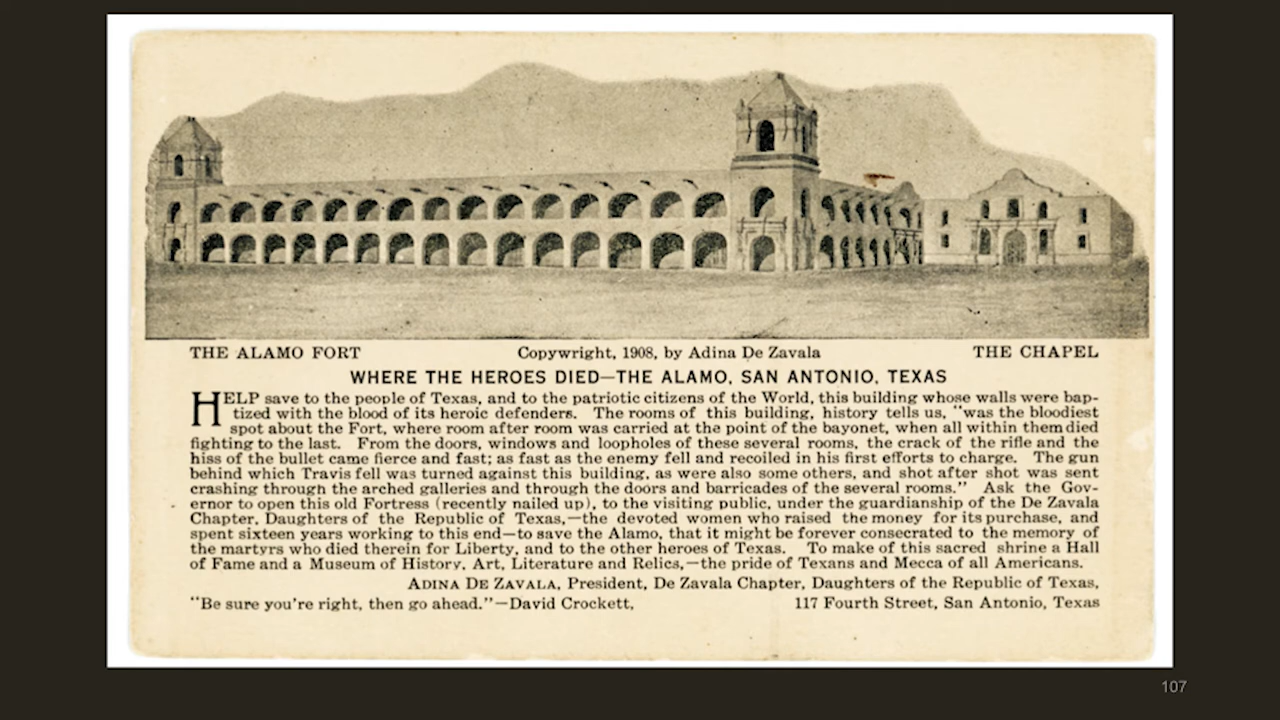 THE ALAMO FORT Copywright, 1908, by Adina De Zavala THE CHAPEL
WHERE THE HEROES DIED—THE ALAMO, SAN ANTONIO, TEXAS
HELP save to the people of Texas, and to the patriotic citizens of the World, this building whose walls were bap-
tized with the blood of its heroic defenders. The rooms of this building, history tells us, "was the bloodiest
spot about the Fort, where room after room was carried at the point of the bayonet, when all within them died
fighting to the last. From the doors, windows and loopholes of these several rooms, the crack of the rifle and the
hiss of the bullet came fierce and fast; as fast as the enemy fell and recoiled in his first efforts to charge. The gun
behind which Travis fell was turned against this building, as were also some others, and shot after shot was sent
crashing through the arched galleries and through the doors and barricades of the several rooms." Ask the Gov-
ernor to open this old Fortress (recently nailed up), to the visiting public, under the guardianship of the De Zavala
Chapter, Daughters of the Republic of Texas,—the devoted women who raised the money for its purchase, and
spent sixteen years working to this end—to save the Alamo, that it might be forever consecrated to the memory of
the martyrs who died therein for Liberty, and to the other heroes of Texas. To make of this sacred shrine a Hall
of Fame and a Museum of History, Art, Literature and Relics,—the pride of Texans and Mecca of all Americans.
ADINA DE ZAVALA, President, De Zavala Chapter, Daughters of the Republic of Texas,
"Be sure you're right, then go ahead."—David Crockett, 117 Fourth Street, San Antonio, Texas
107